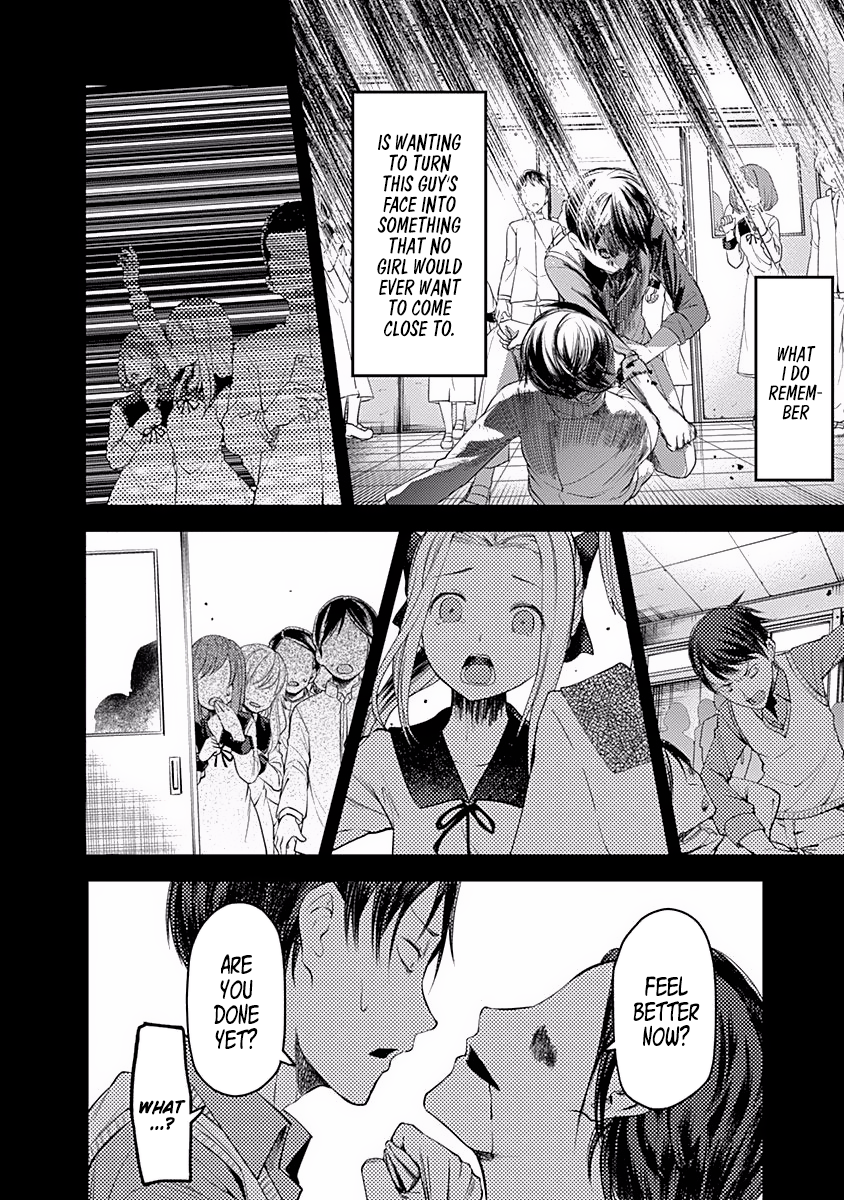 WHAT
I DO
REMEM-
BER
IS WANTING
TO TURN
THIS GUY'S
FACE INTO
SOMETHING
THAT NO
GIRL WOULD
EVER WANT
TO COME
CLOSE TO.
FEEL
BETTER
NOW?
ARE
YOU
DONE
YET?
WHAT
...?